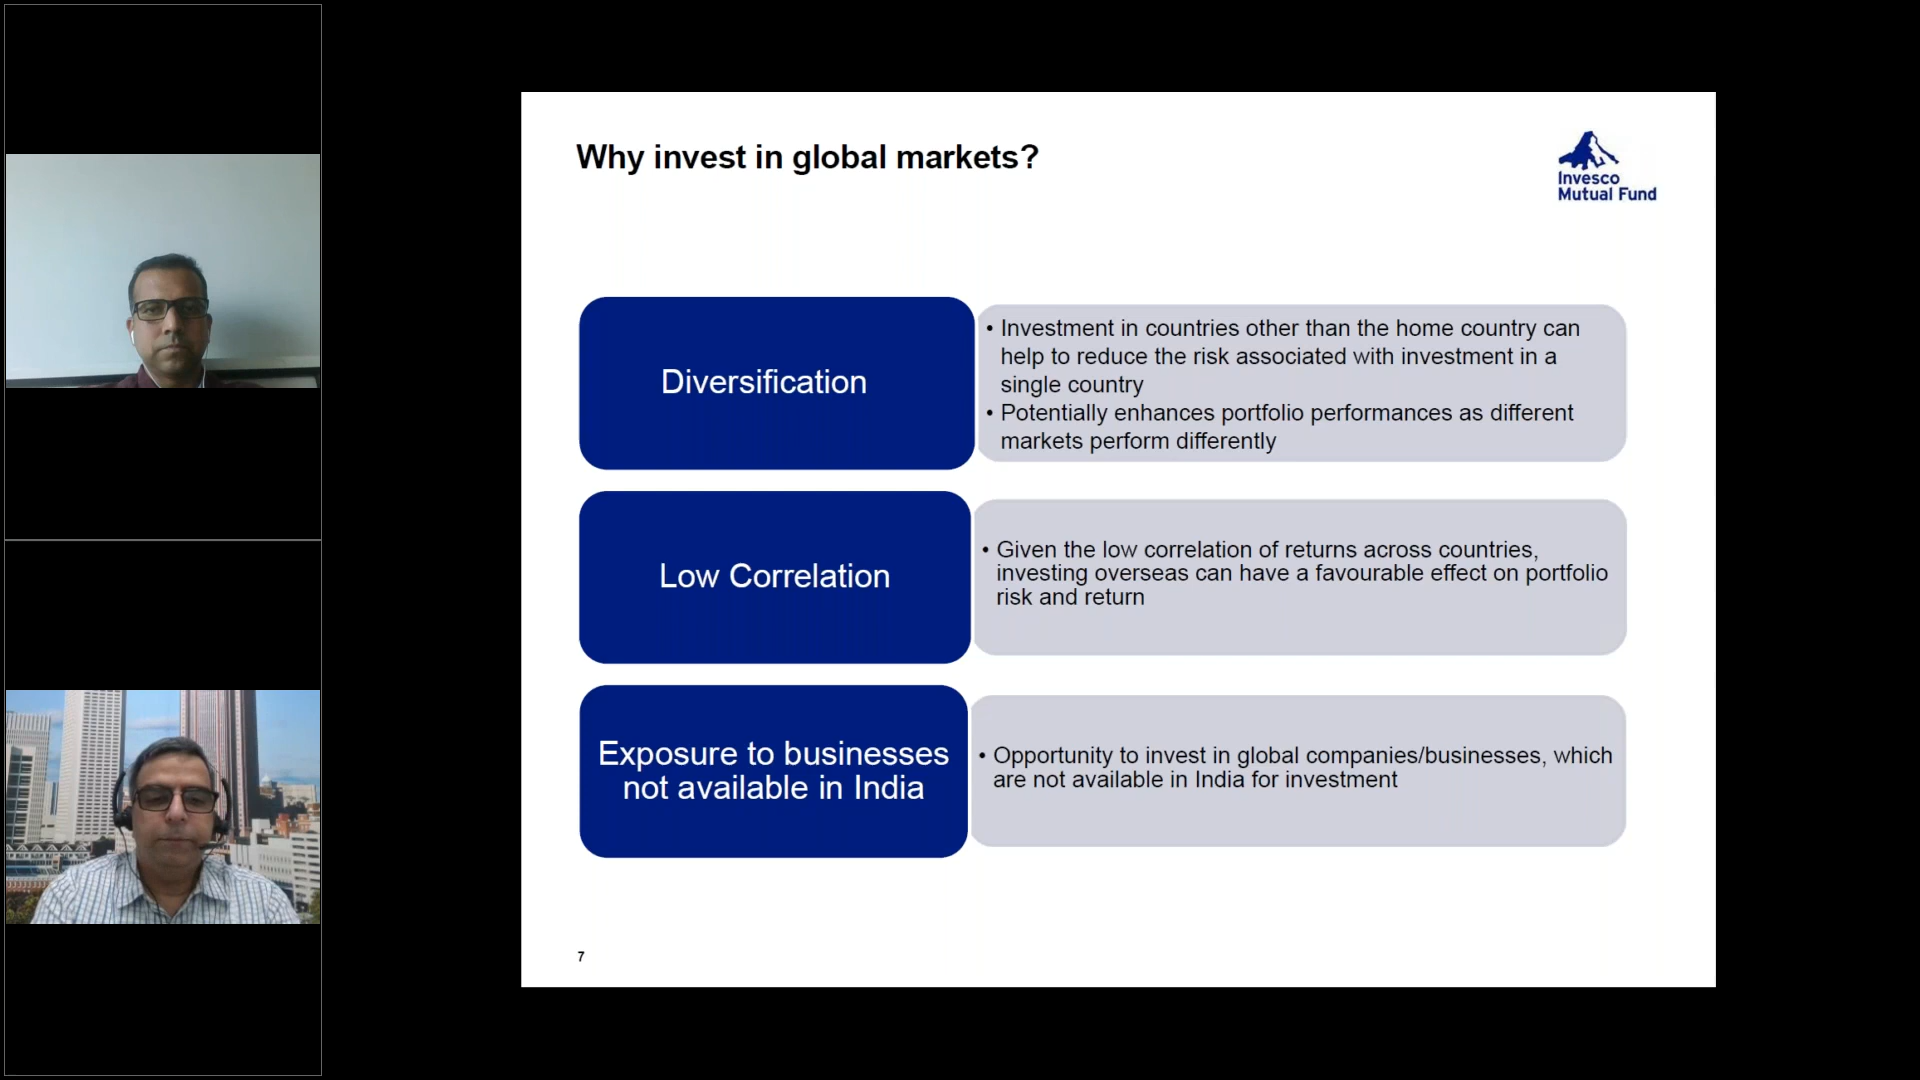 Why invest in global markets?
Invesco
Mutual Fund
Diversification
• Investment in countries other than the home country can
help to reduce the risk associated with investment in a
single country
• Potentially enhances portfolio performances as different
markets perform differently
Low Correlation
• Given the low correlation of returns across countries,
investing overseas can have a favourable effect on portfolio
risk and return
Exposure to businesses
not available in India
• Opportunity to invest in global companies/businesses, which
are not available in India for investment
7